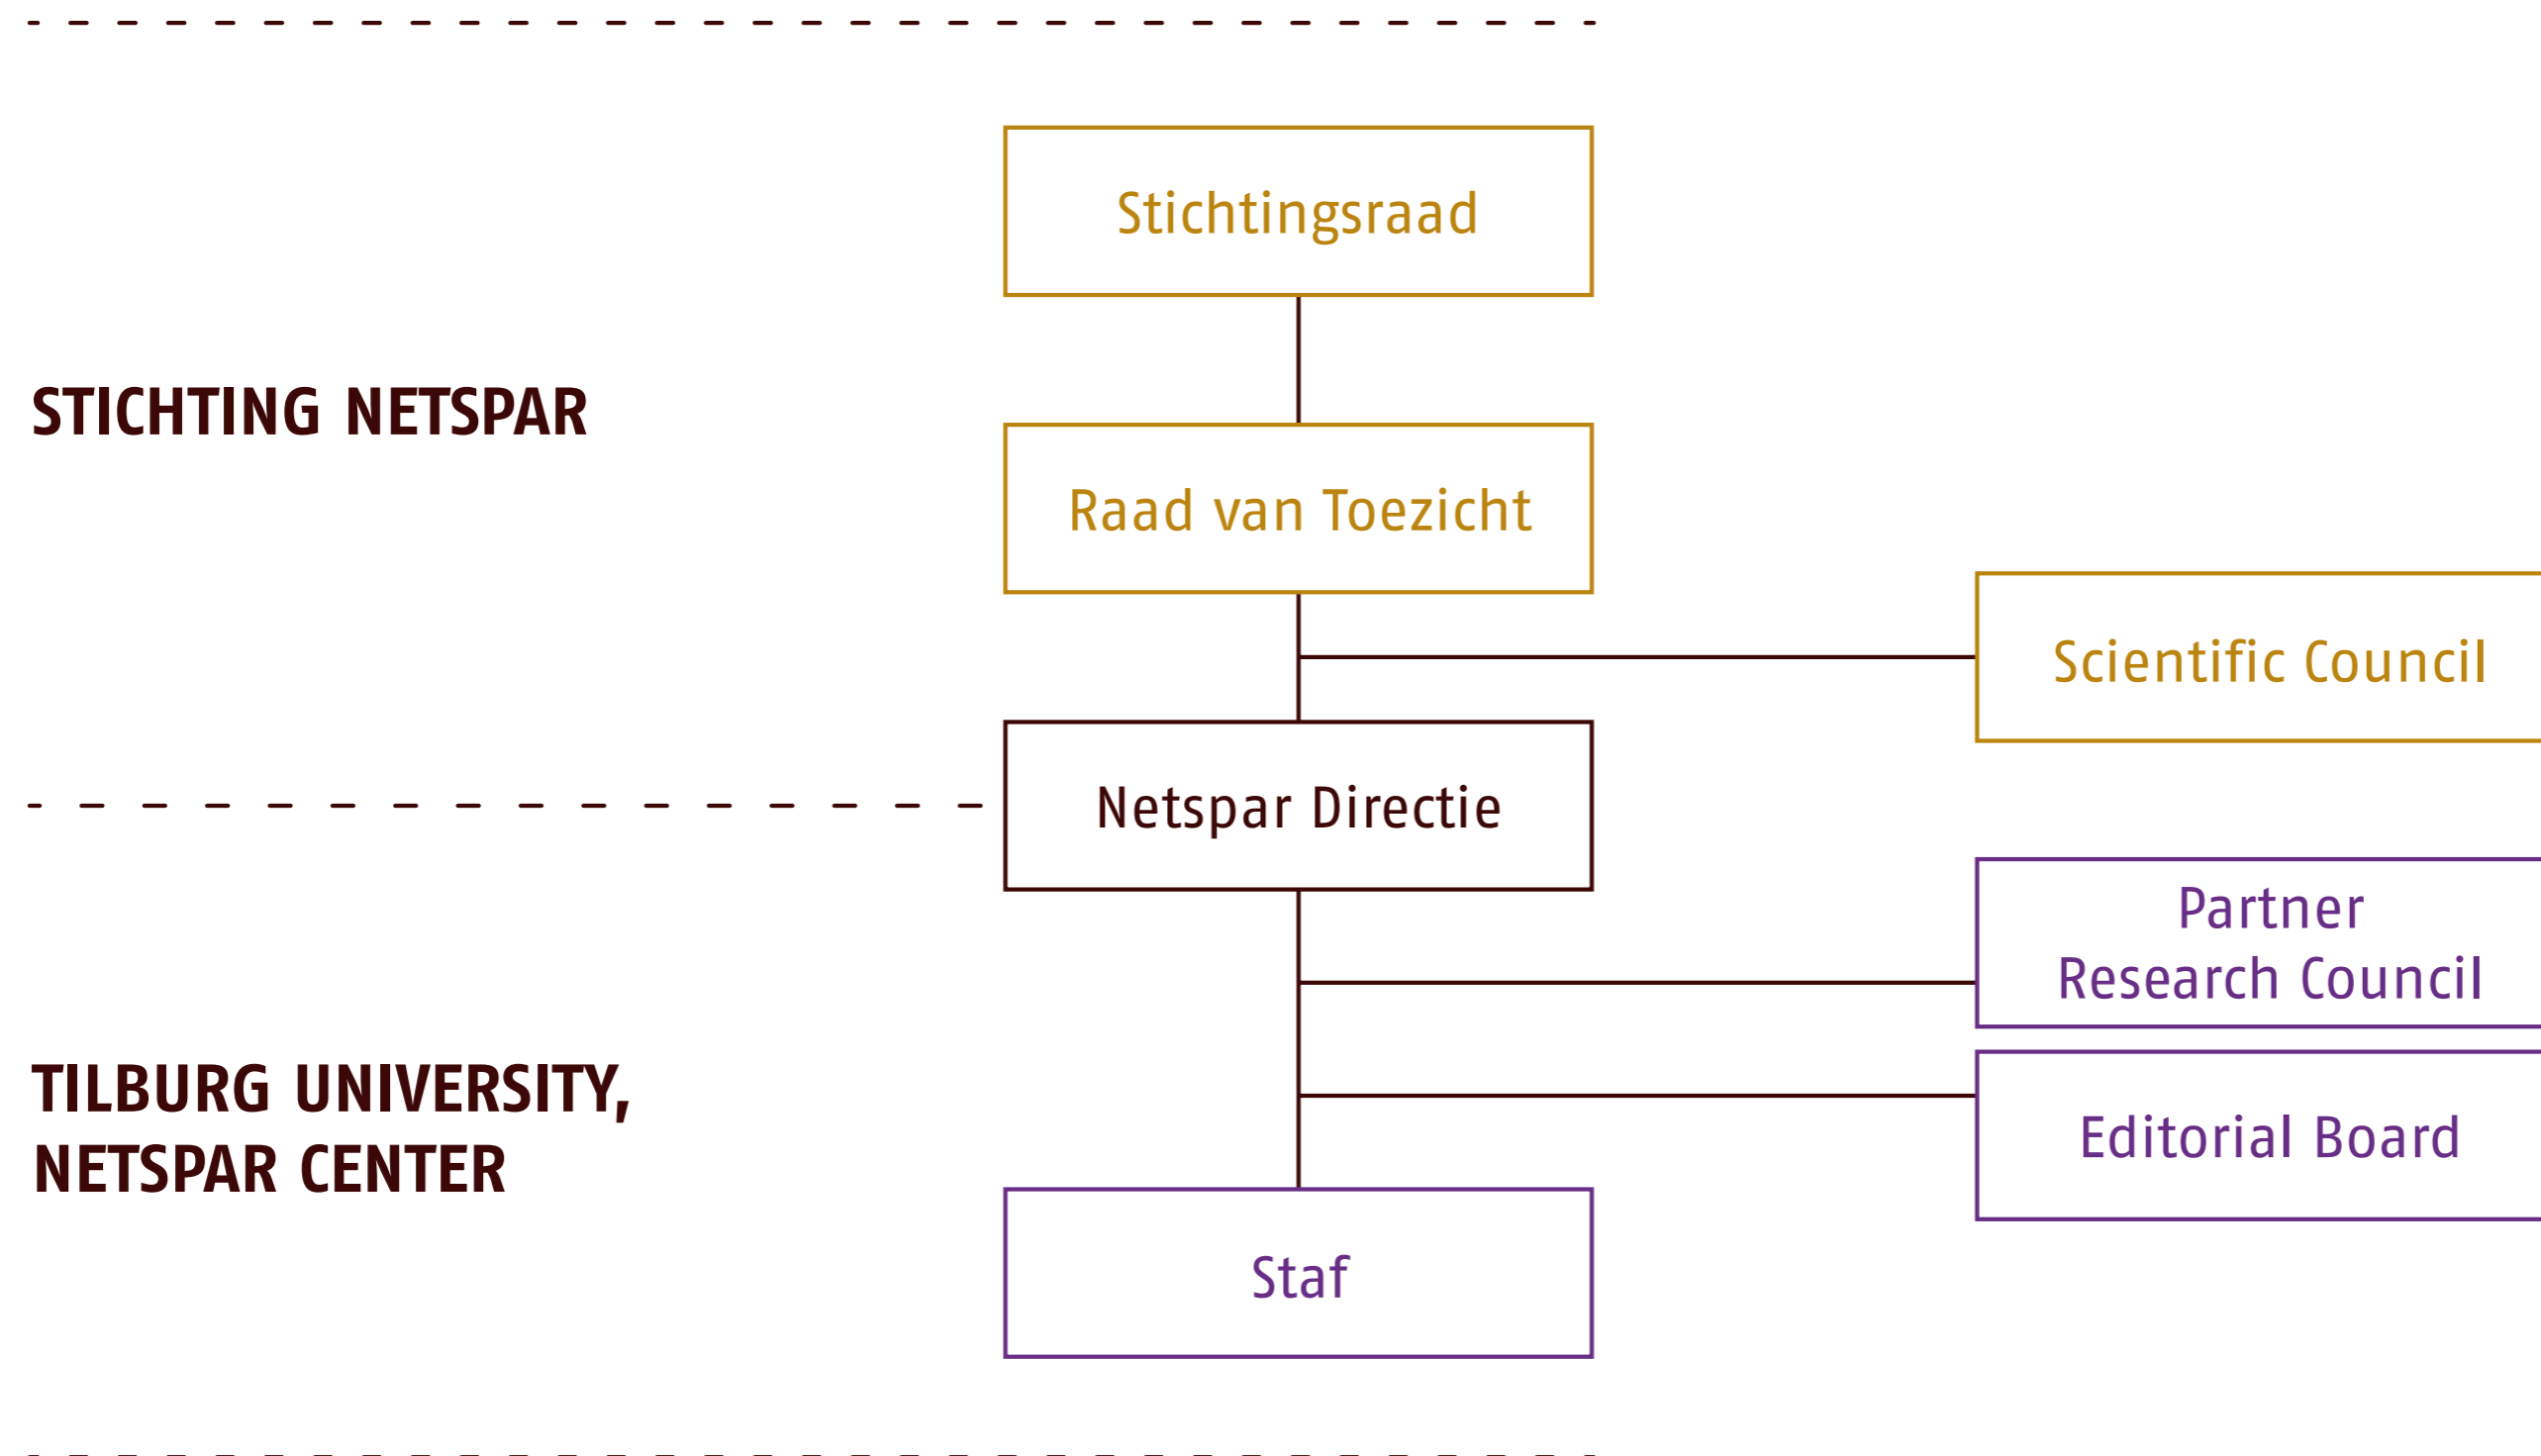 Stichtingsraad
STICHTING NETSPAR
Raad van Toezicht
Scientific Council
Netspar Directie
Partner
Research Council
TILBURG UNIVERSITY,
NETSPAR CENTER
Editorial Board
Staf